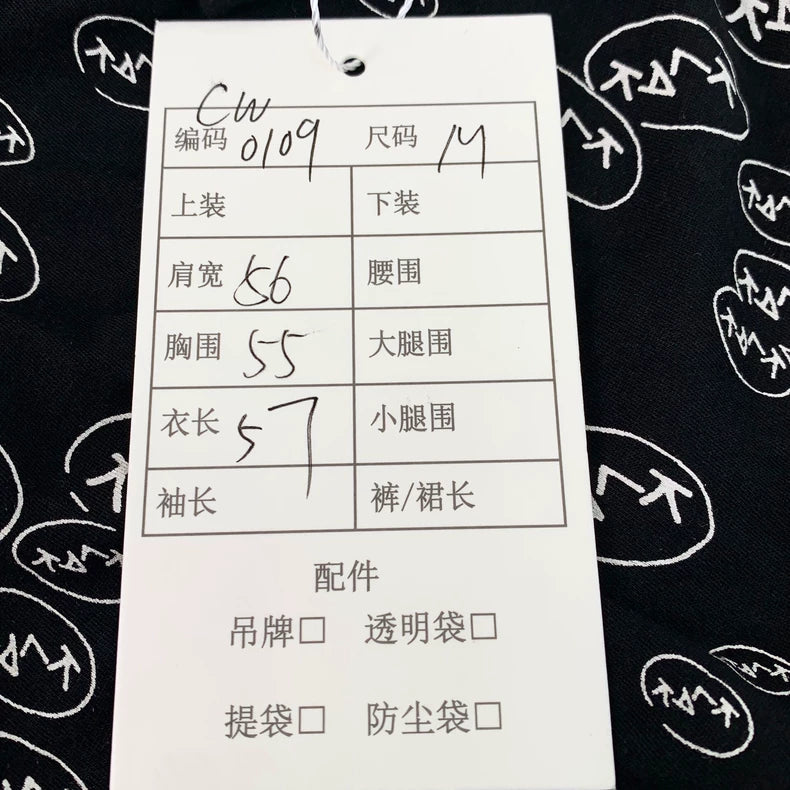 CW
编码 0109 尺码 M
上装 下装
肩宽 56 腰围
胸围 55 大腿围
衣长 57 小腿围
袖长 裤/裙长
配件
吊牌□ 透明袋□
提袋□ 防尘袋□